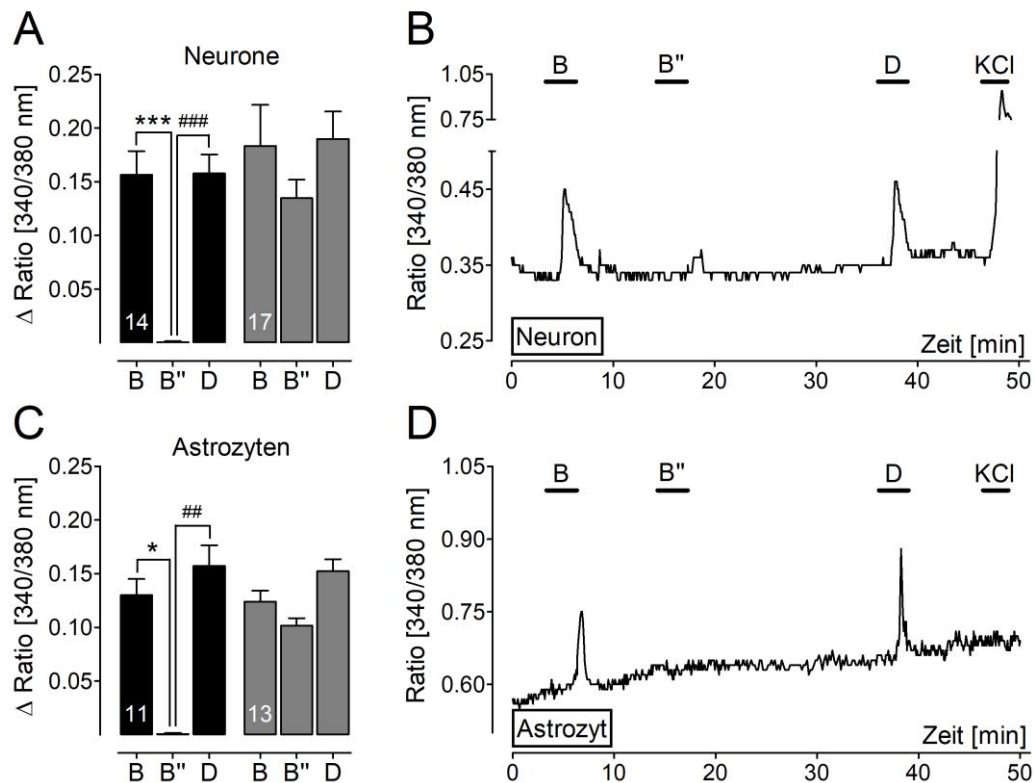 A
Neurone
Δ Ratio [340/380 nm]
0.25
0.20
0.15
0.10
0.05
*** ###
14 17
B B" D B B" D
B
B B" D KCl
Ratio [340/380 nm]
1.05
0.75
0.45
0.35
0.25
Neuron
Zeit [min]
0 10 20 30 40 50
C
Astrozyten
Δ Ratio [340/380 nm]
0.25
0.20
0.15
0.10
0.05
* ##
11 13
B B" D B B" D
D
B B" D KCl
Ratio [340/380 nm]
1.05
0.90
0.75
0.60
Astrozyt
Zeit [min]
0 10 20 30 40 50